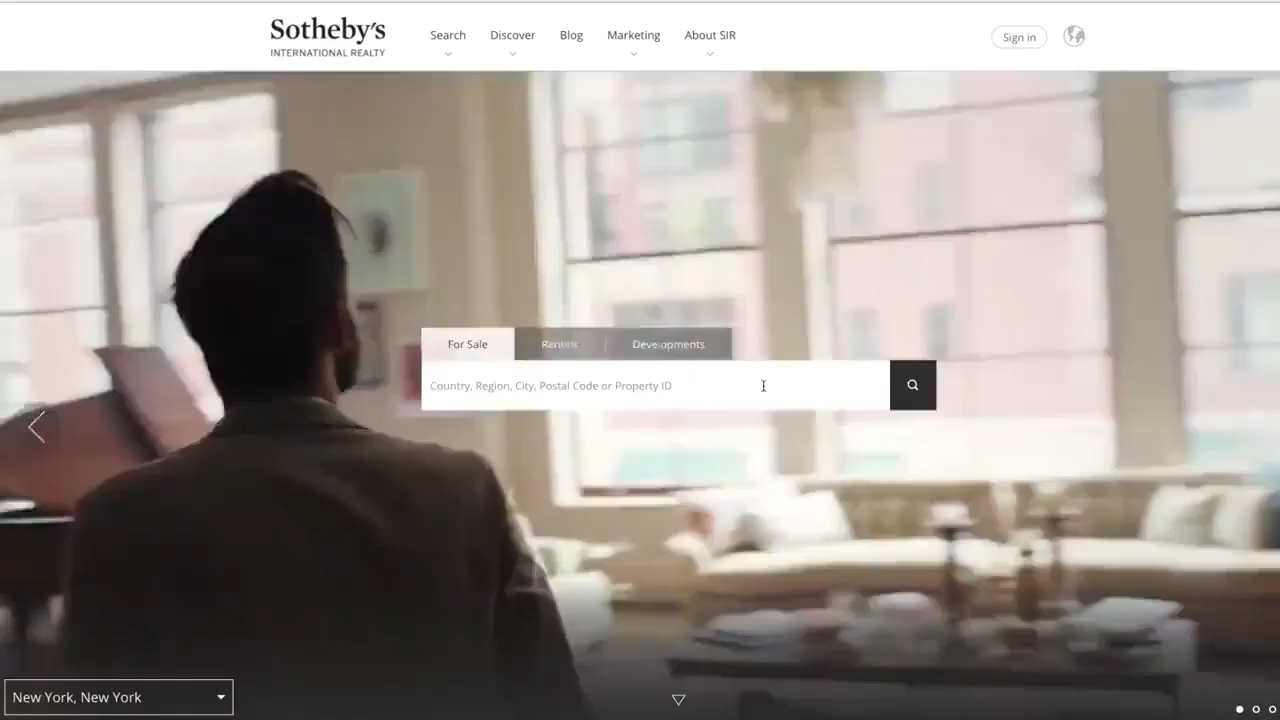 Sotheby's
INTERNATIONAL REALTY
Search
Discover
Blog
Marketing
About SIR
Sign in
For Sale
Rentals
Developments
Country, Region, City, Postal Code or Property ID
New York, New York